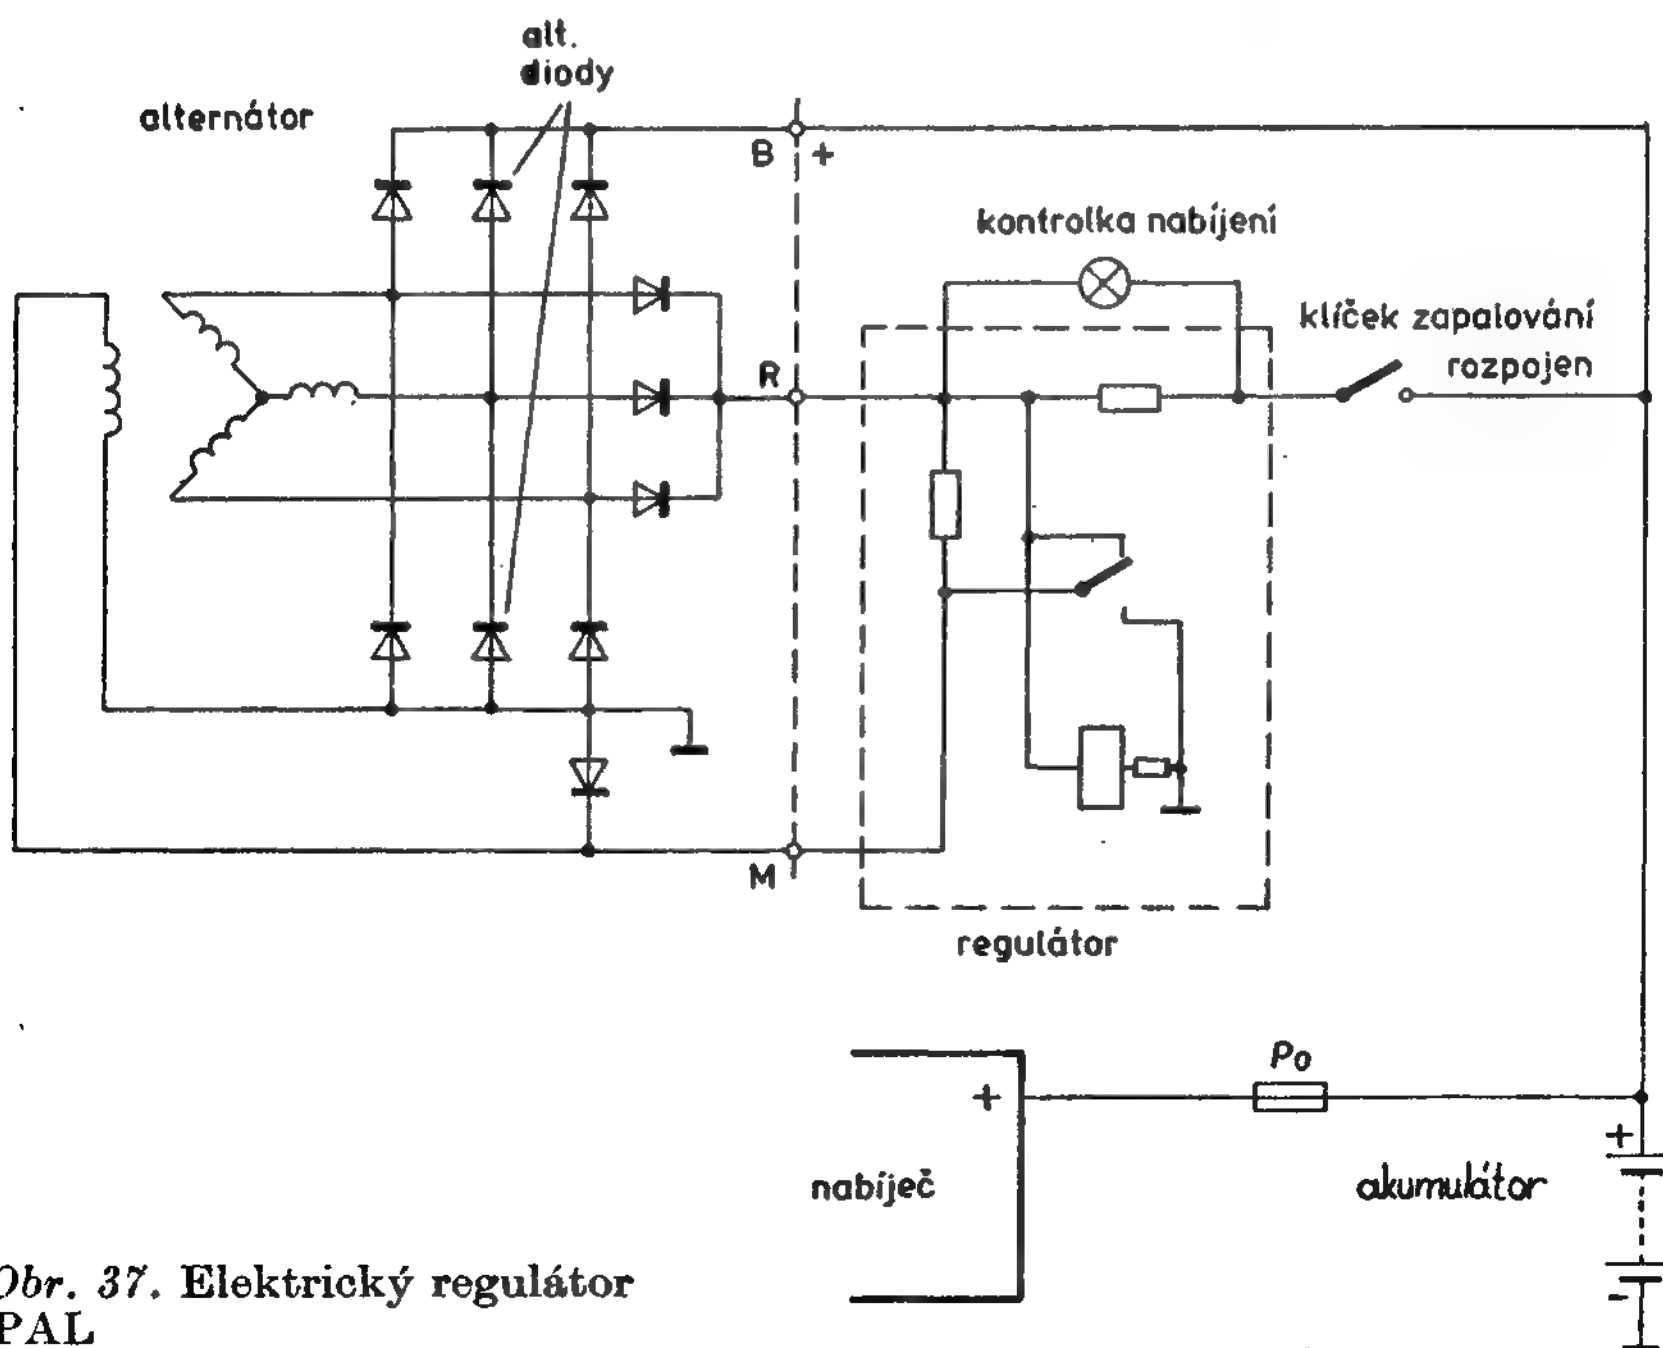 alt.
diody
alternátor
B
+
kontrolka nabíjení
klíček zapalování
rozpojen
R
M
regulátor
+
Po
+
nabíječ
akumulátor
-
Obr. 37. Elektrický regulátor
PAL